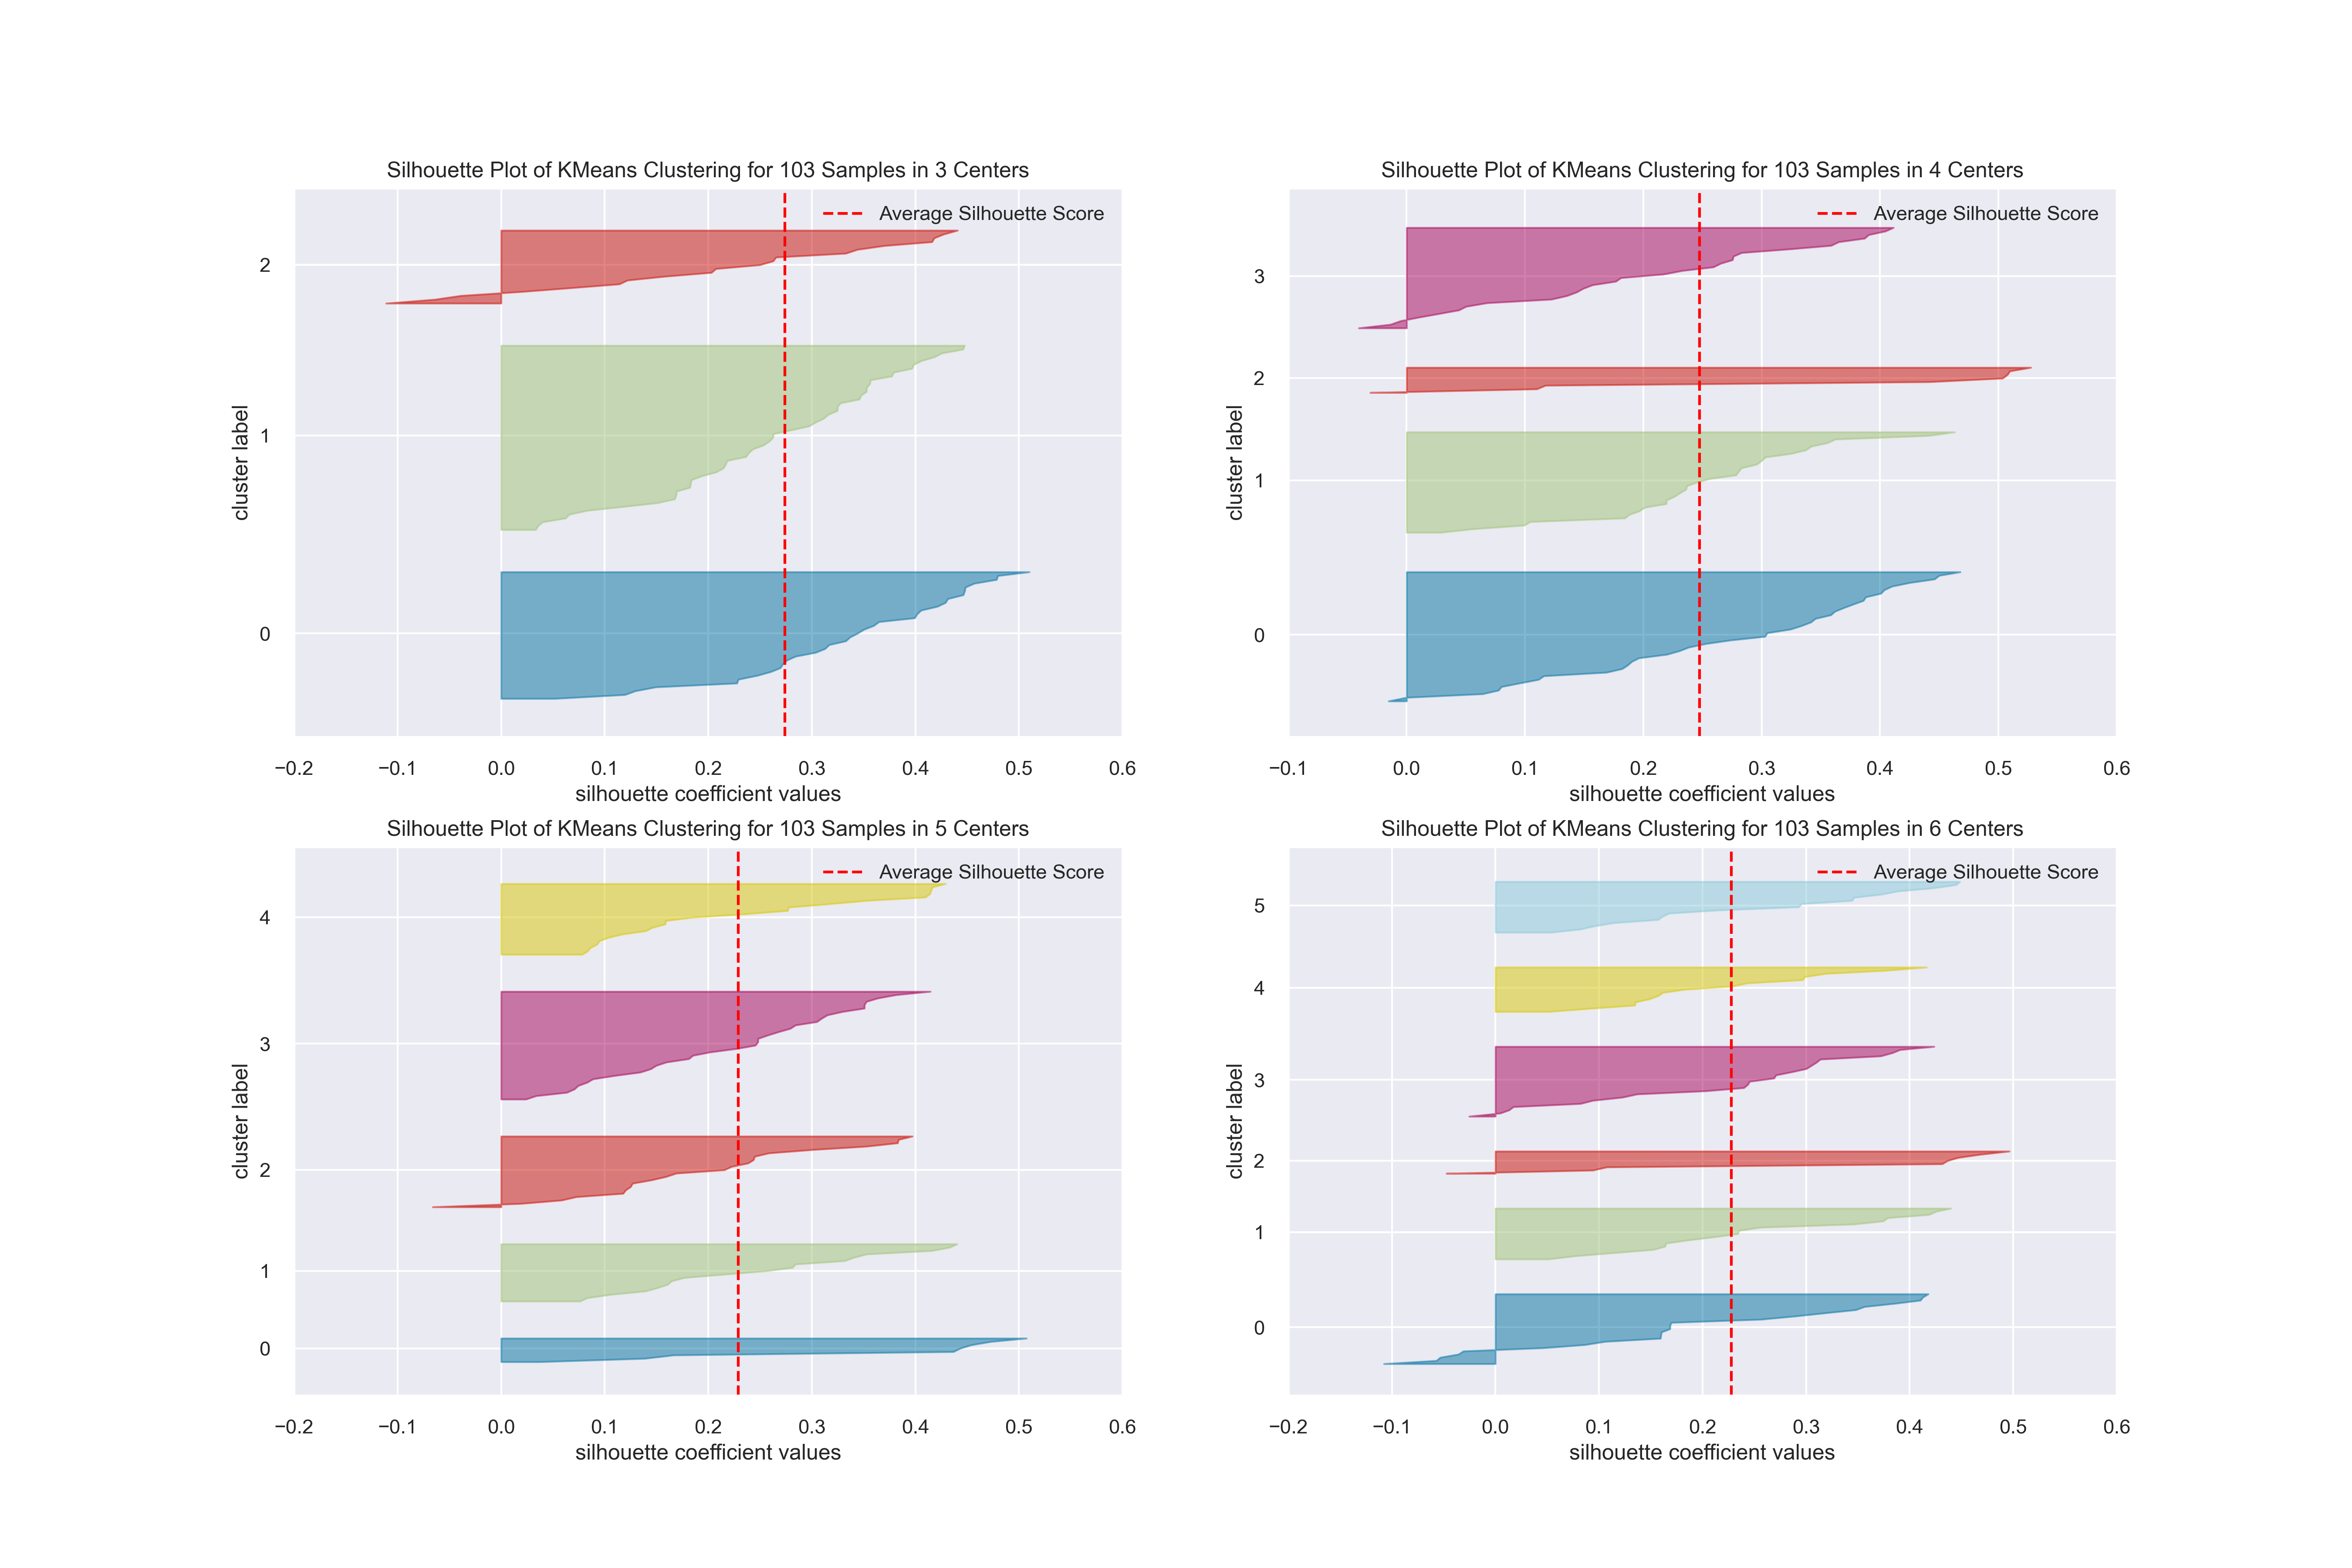 Silhouette Plot of KMeans Clustering for 103 Samples in 3 Centers
Average Silhouette Score
2
1
0
cluster label
−0.2 −0.1 0.0 0.1 0.2 0.3 0.4 0.5 0.6
silhouette coefficient values
Silhouette Plot of KMeans Clustering for 103 Samples in 4 Centers
Average Silhouette Score
3
2
1
0
cluster label
−0.1 0.0 0.1 0.2 0.3 0.4 0.5 0.6
silhouette coefficient values
Silhouette Plot of KMeans Clustering for 103 Samples in 5 Centers
Average Silhouette Score
4
3
2
1
0
cluster label
−0.2 −0.1 0.0 0.1 0.2 0.3 0.4 0.5 0.6
silhouette coefficient values
Silhouette Plot of KMeans Clustering for 103 Samples in 6 Centers
Average Silhouette Score
5
4
3
2
1
0
cluster label
−0.2 −0.1 0.0 0.1 0.2 0.3 0.4 0.5 0.6
silhouette coefficient values